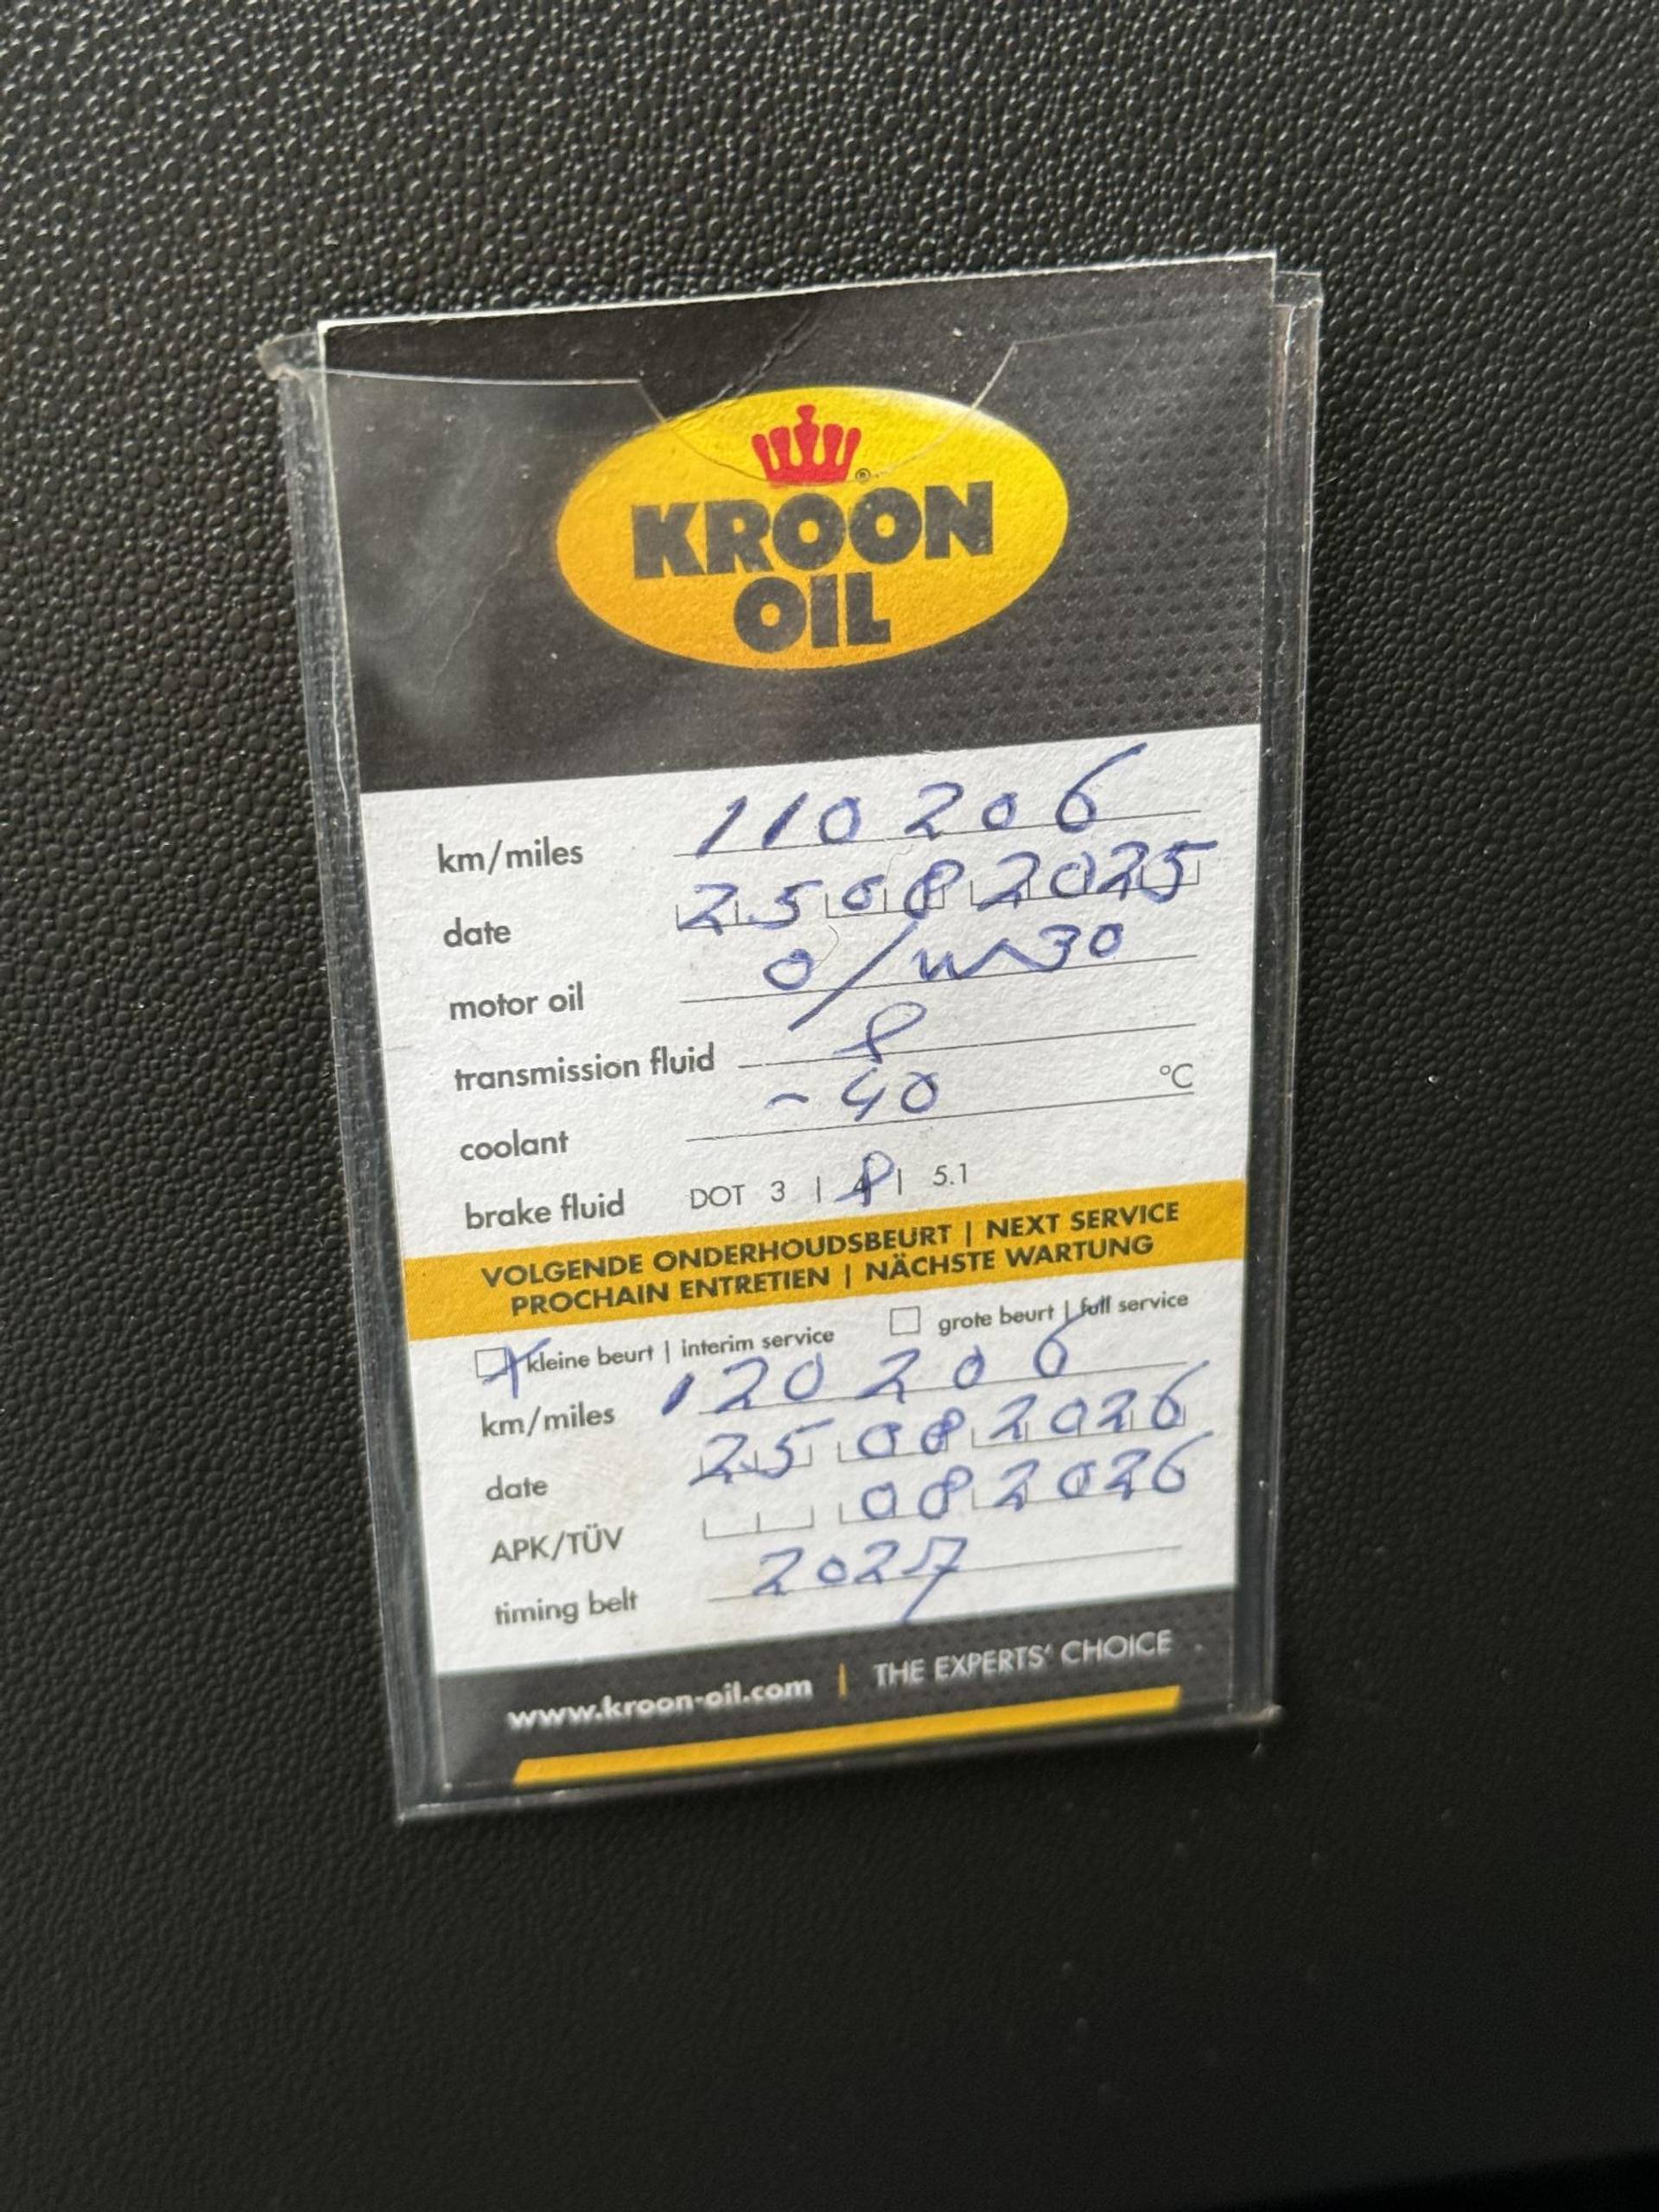 KROON
OIL
km/miles 110206
date 25082025
motor oil 0/W30
transmission fluid
coolant -40 °C
brake fluid DOT 3 | 4 | 5.1
VOLGENDE ONDERHOUDSBEURT | NEXT SERVICE
PROCHAIN ENTRETIEN | NÄCHSTE WARTUNG
kleine beurt | interim service grote beurt | full service
km/miles 120206
date 25082026
APK/TÜV 082026
timing belt 2027
www.kroon-oil.com | THE EXPERTS' CHOICE